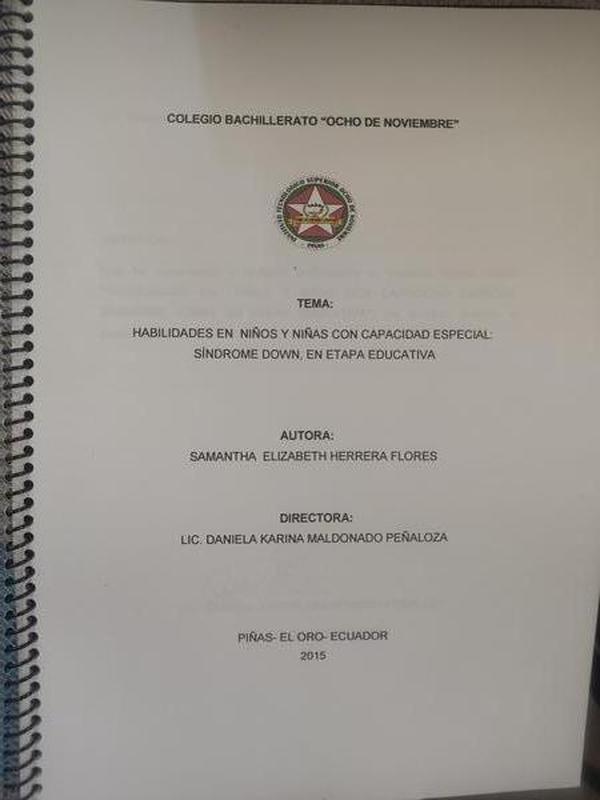 COLEGIO BACHILLERATO "OCHO DE NOVIEMBRE"
INSTITUTO TECNOLÓGICO SUPERIOR OCHO DE NOVIEMBRE
PIÑAS
TEMA:
HABILIDADES EN NIÑOS Y NIÑAS CON CAPACIDAD ESPECIAL:
SÍNDROME DOWN, EN ETAPA EDUCATIVA
AUTORA:
SAMANTHA ELIZABETH HERRERA FLORES
DIRECTORA:
LIC. DANIELA KARINA MALDONADO PEÑALOZA
PIÑAS- EL ORO- ECUADOR
2015